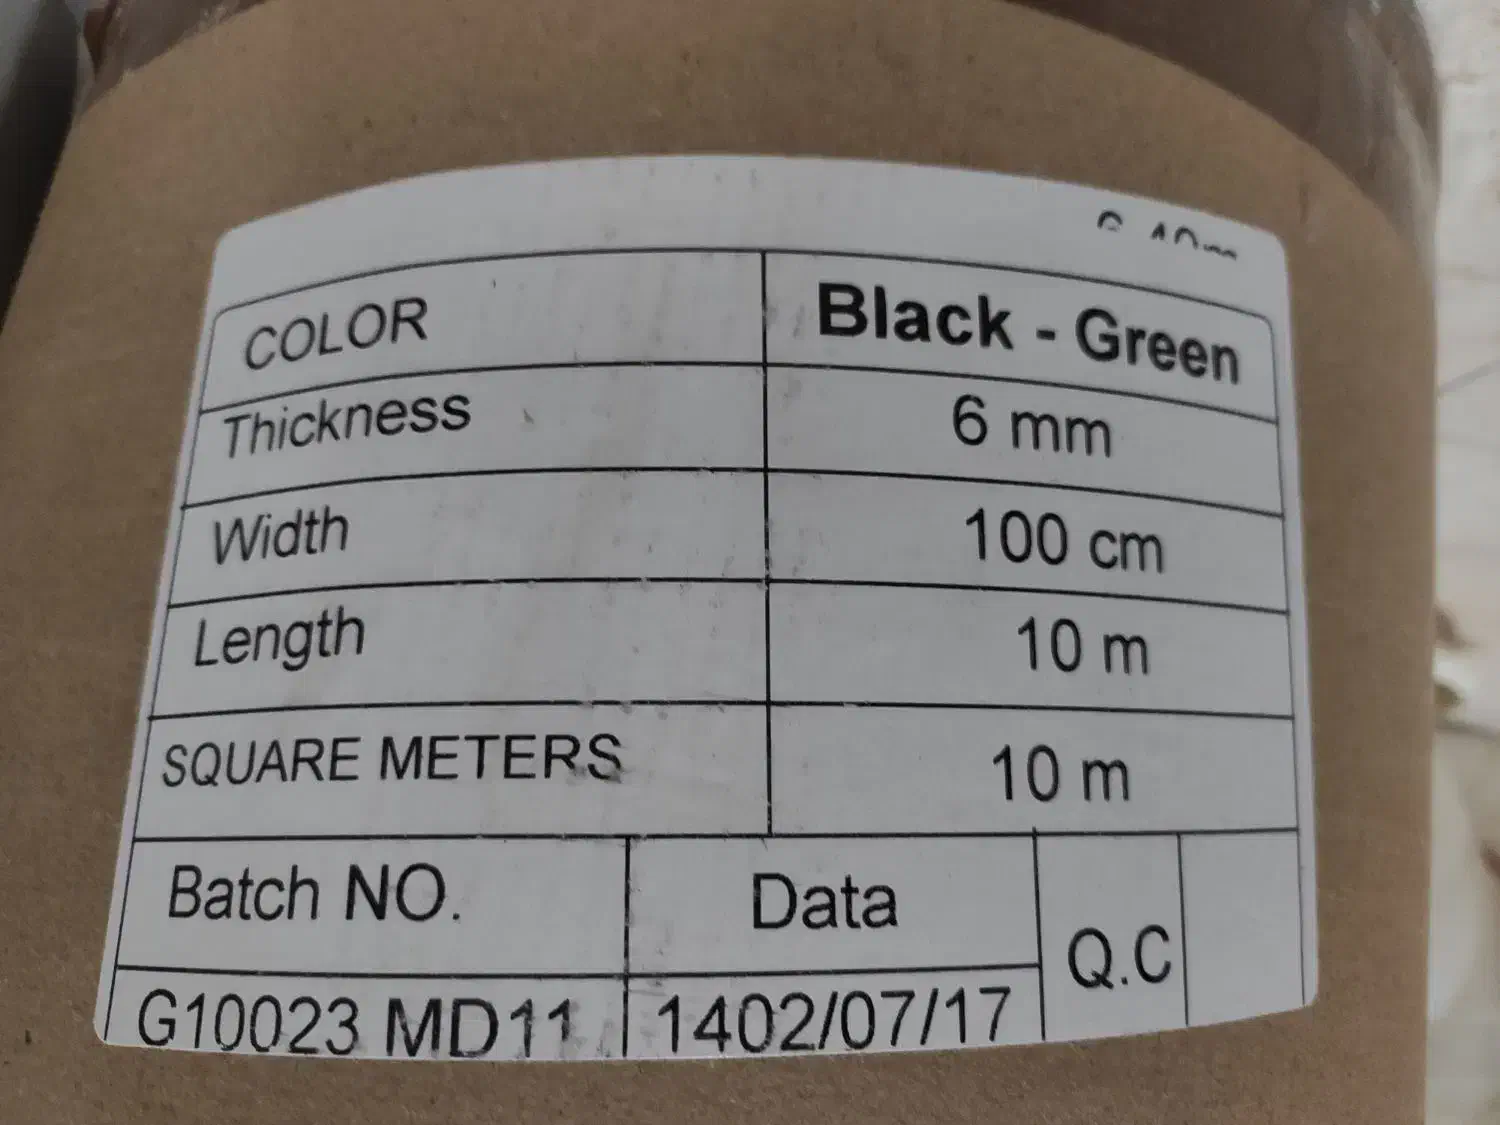 COLOR Black - Green
Thickness 6 mm
Width 100 cm
Length 10 m
SQUARE METERS 10 m
Batch NO. Data
Q.C
G10023 MD11 1402/07/17